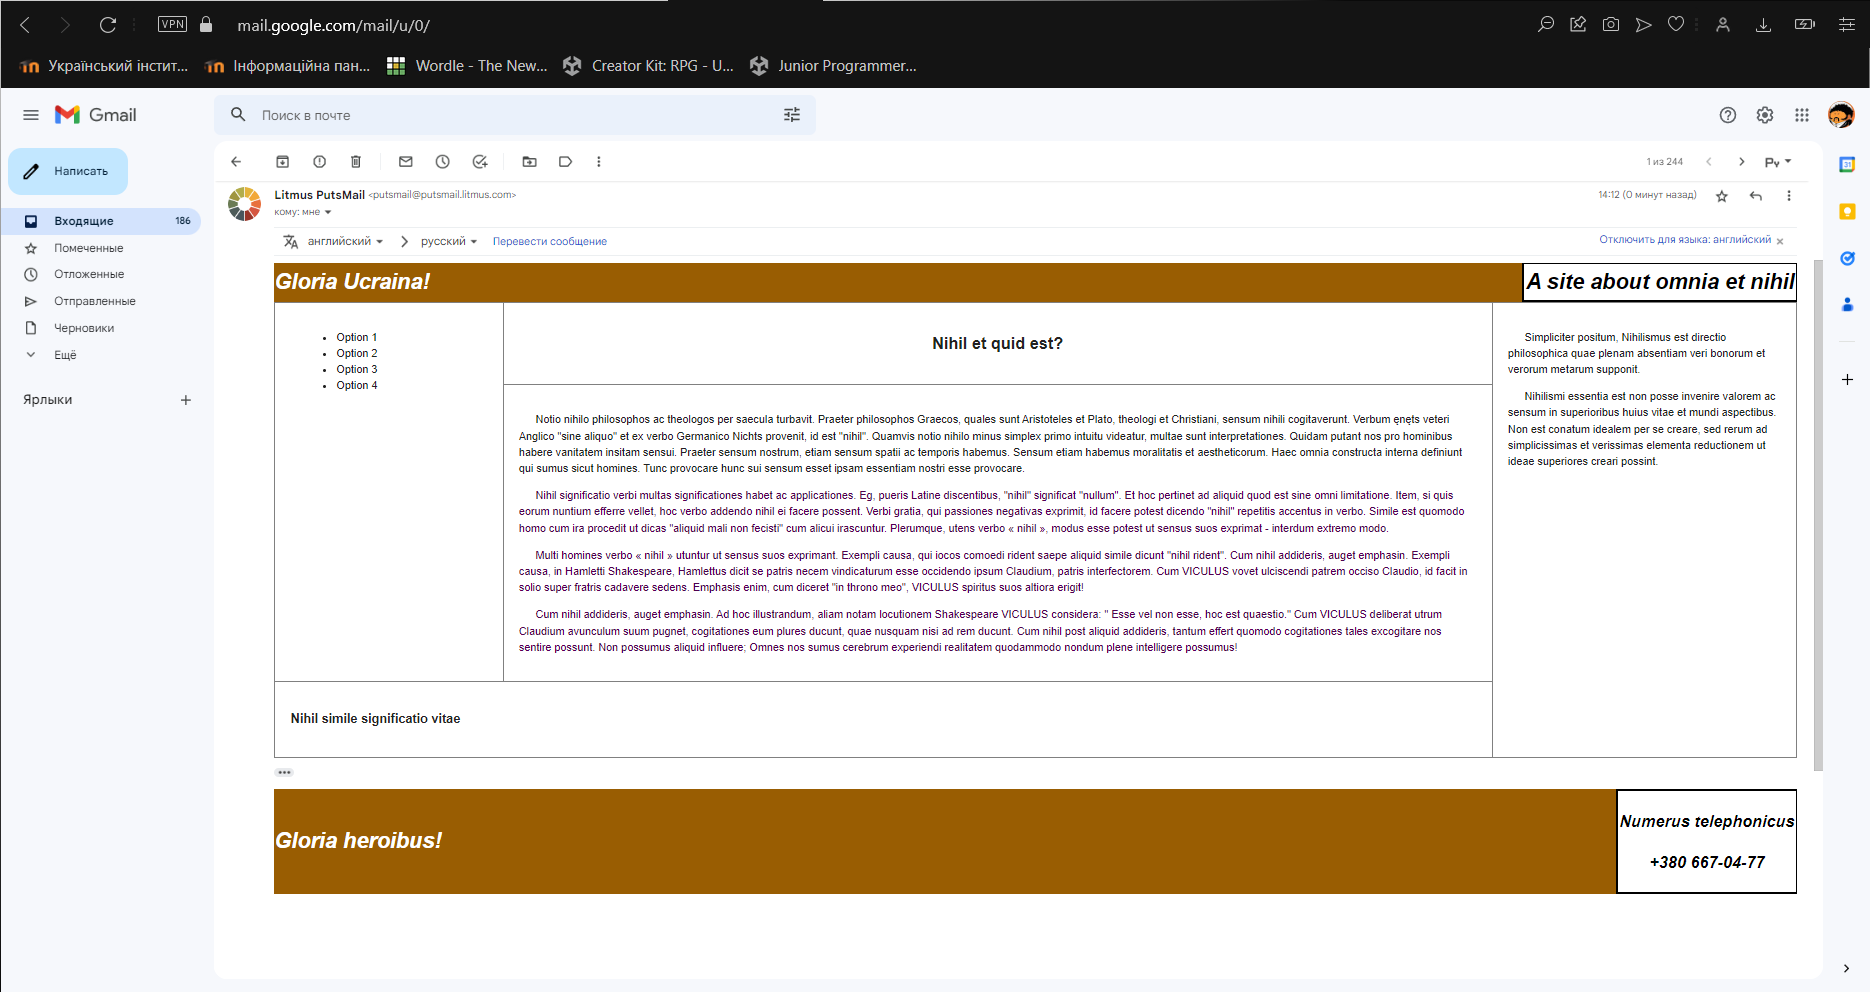 VPN
mail.google.com/mail/u/0/
Український інстит...
Інформаційна пан...
Wordle - The New...
Creator Kit: RPG - U...
Junior Programmer...
Gmail
Поиск в почте
Написать
1 из 244
Ру
Входящие 186
Помеченные
Отложенные
Отправленные
Черновики
Ещё
Ярлыки
Litmus PutsMail <putsmail@putsmail.litmus.com>
14:12 (0 минут назад)
кому: мне
английский
русский
Перевести сообщение
Отключить для языка: английский
Gloria Ucraina!
A site about omnia et nihil
Option 1
Option 2
Option 3
Option 4
Nihil et quid est?
Notio nihilo philosophos ac theologos per saecula turbavit. Praeter philosophos Graecos, quales sunt Aristoteles et Plato, theologi et Christiani, sensum nihili cogitaverunt. Verbum ęnęts veteri
Anglico "sine aliquo" et ex verbo Germanico Nichts provenit, id est "nihil". Quamvis notio nihilo minus simplex primo intuitu videatur, multae sunt interpretationes. Quidam putant nos pro hominibus
habere vanitatem insitam sensui. Praeter sensum nostrum, etiam sensum spatii ac temporis habemus. Sensum etiam habemus moralitatis et aestheticorum. Haec omnia constructa interna definiunt
qui sumus sicut homines. Tunc provocare hunc sui sensum esset ipsam essentiam nostri esse provocare.
Nihil significatio verbi multas significationes habet ac applicationes. Eg, pueris Latine discentibus, "nihil" significat "nullum". Et hoc pertinet ad aliquid quod est sine omni limitatione. Item, si quis
eorum nuntium efferre vellet, hoc verbo addendo nihil ei facere possent. Verbi gratia, qui passiones negativas exprimit, id facere potest dicendo "nihil" repetitis accentus in verbo. Simile est quomodo
homo cum ira procedit ut dicas "aliquid mali non fecisti" cum alicui irascuntur. Plerumque, utens verbo « nihil », modus esse potest ut sensus suos exprimat - interdum extremo modo.
Multi homines verbo « nihil » utuntur ut sensus suos exprimant. Exempli causa, qui iocos comoedi rident saepe aliquid simile dicunt "nihil rident". Cum nihil addideris, auget emphasin. Exempli
causa, in Hamletti Shakespeare, Hamlettus dicit se patris necem vindicaturum esse occidendo ipsum Claudium, patris interfectorem. Cum VICULUS vovet ulciscendi patrem occiso Claudio, id facit in
solio super fratris cadavere sedens. Emphasis enim, cum diceret "in throno meo", VICULUS spiritus suos altiora erigit!
Cum nihil addideris, auget emphasin. Ad hoc illustrandum, aliam notam locutionem Shakespeare VICULUS considera: " Esse vel non esse, hoc est quaestio." Cum VICULUS deliberat utrum
Claudium avunculum suum pugnet, cogitationes eum plures ducunt, quae nusquam nisi ad rem ducunt. Cum nihil post aliquid addideris, tantum effert quomodo cogitationes tales excogitare nos
sentire possunt. Non possumus aliquid influere; Omnes nos sumus cerebrum experiendi realitatem quodammodo nondum plene intelligere possumus!
Simpliciter positum, Nihilismus est directio
philosophica quae plenam absentiam veri bonorum et
verorum metarum supponit.
Nihilismi essentia est non posse invenire valorem ac
sensum in superioribus huius vitae et mundi aspectibus.
Non est conatum idealem per se creare, sed rerum ad
simplicissimas et verissimas elementa reductionem ut
ideae superiores creari possint.
Nihil simile significatio vitae
Gloria heroibus!
Numerus telephonicus
+380 667-04-77